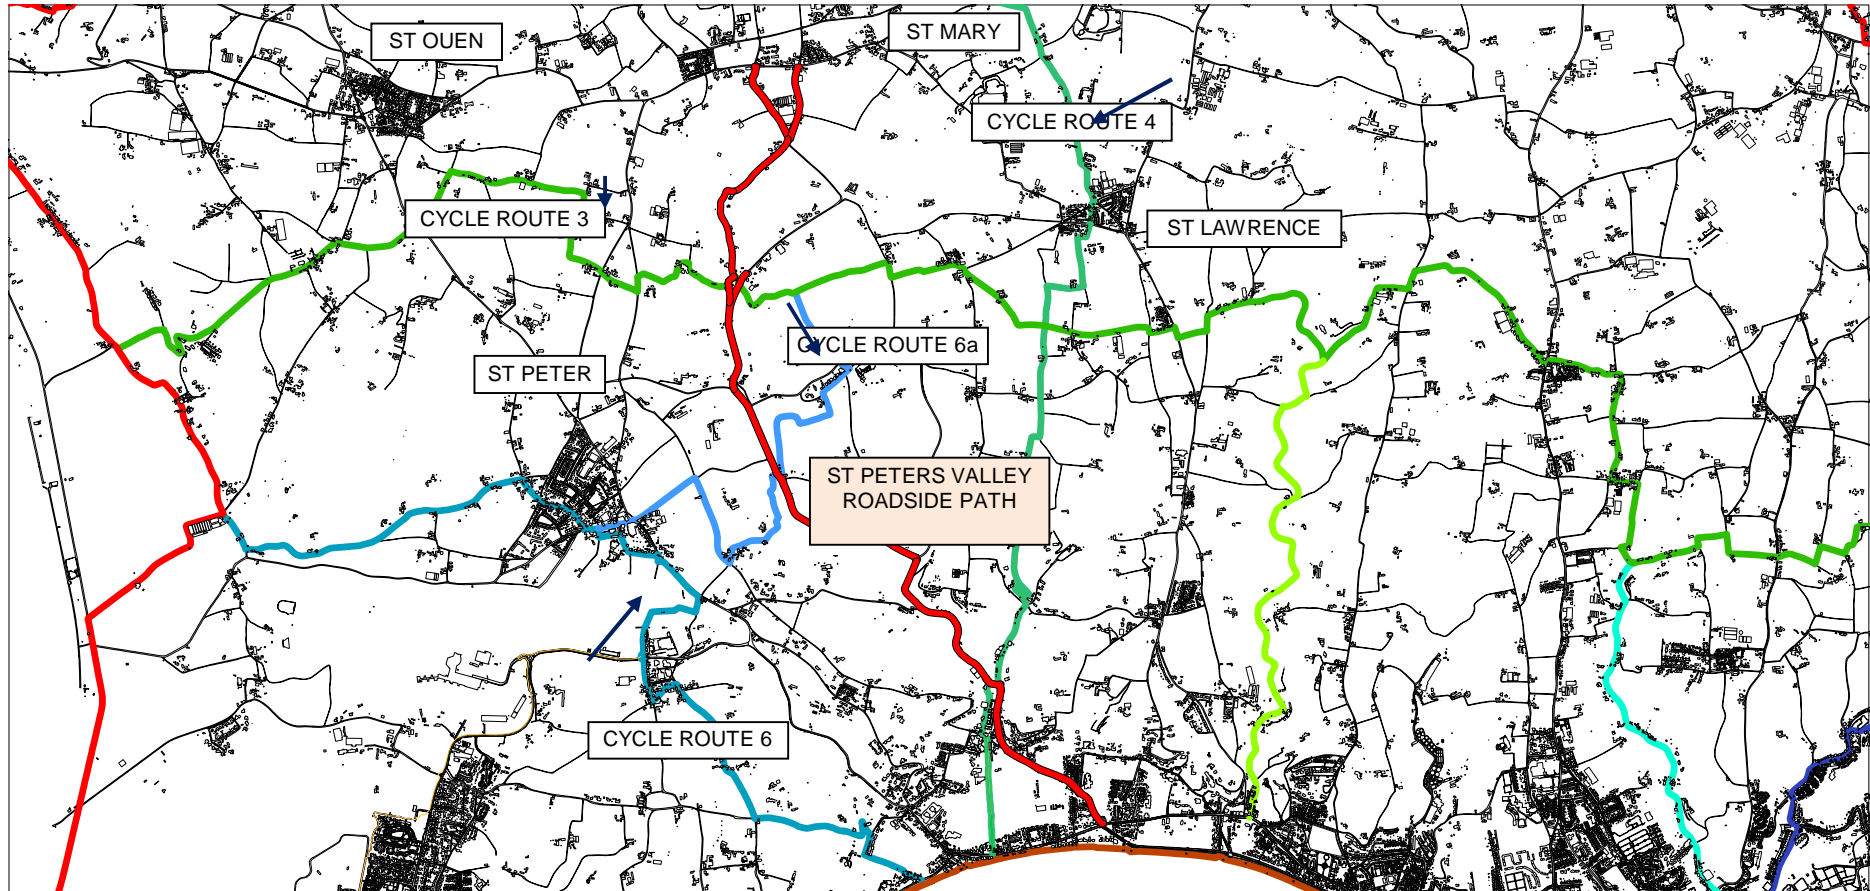 ST OUEN
ST MARY
CYCLE ROUTE 4
CYCLE ROUTE 3
ST LAWRENCE
CYCLE ROUTE 6a
ST PETER
ST PETERS VALLEY
ROADSIDE PATH
CYCLE ROUTE 6